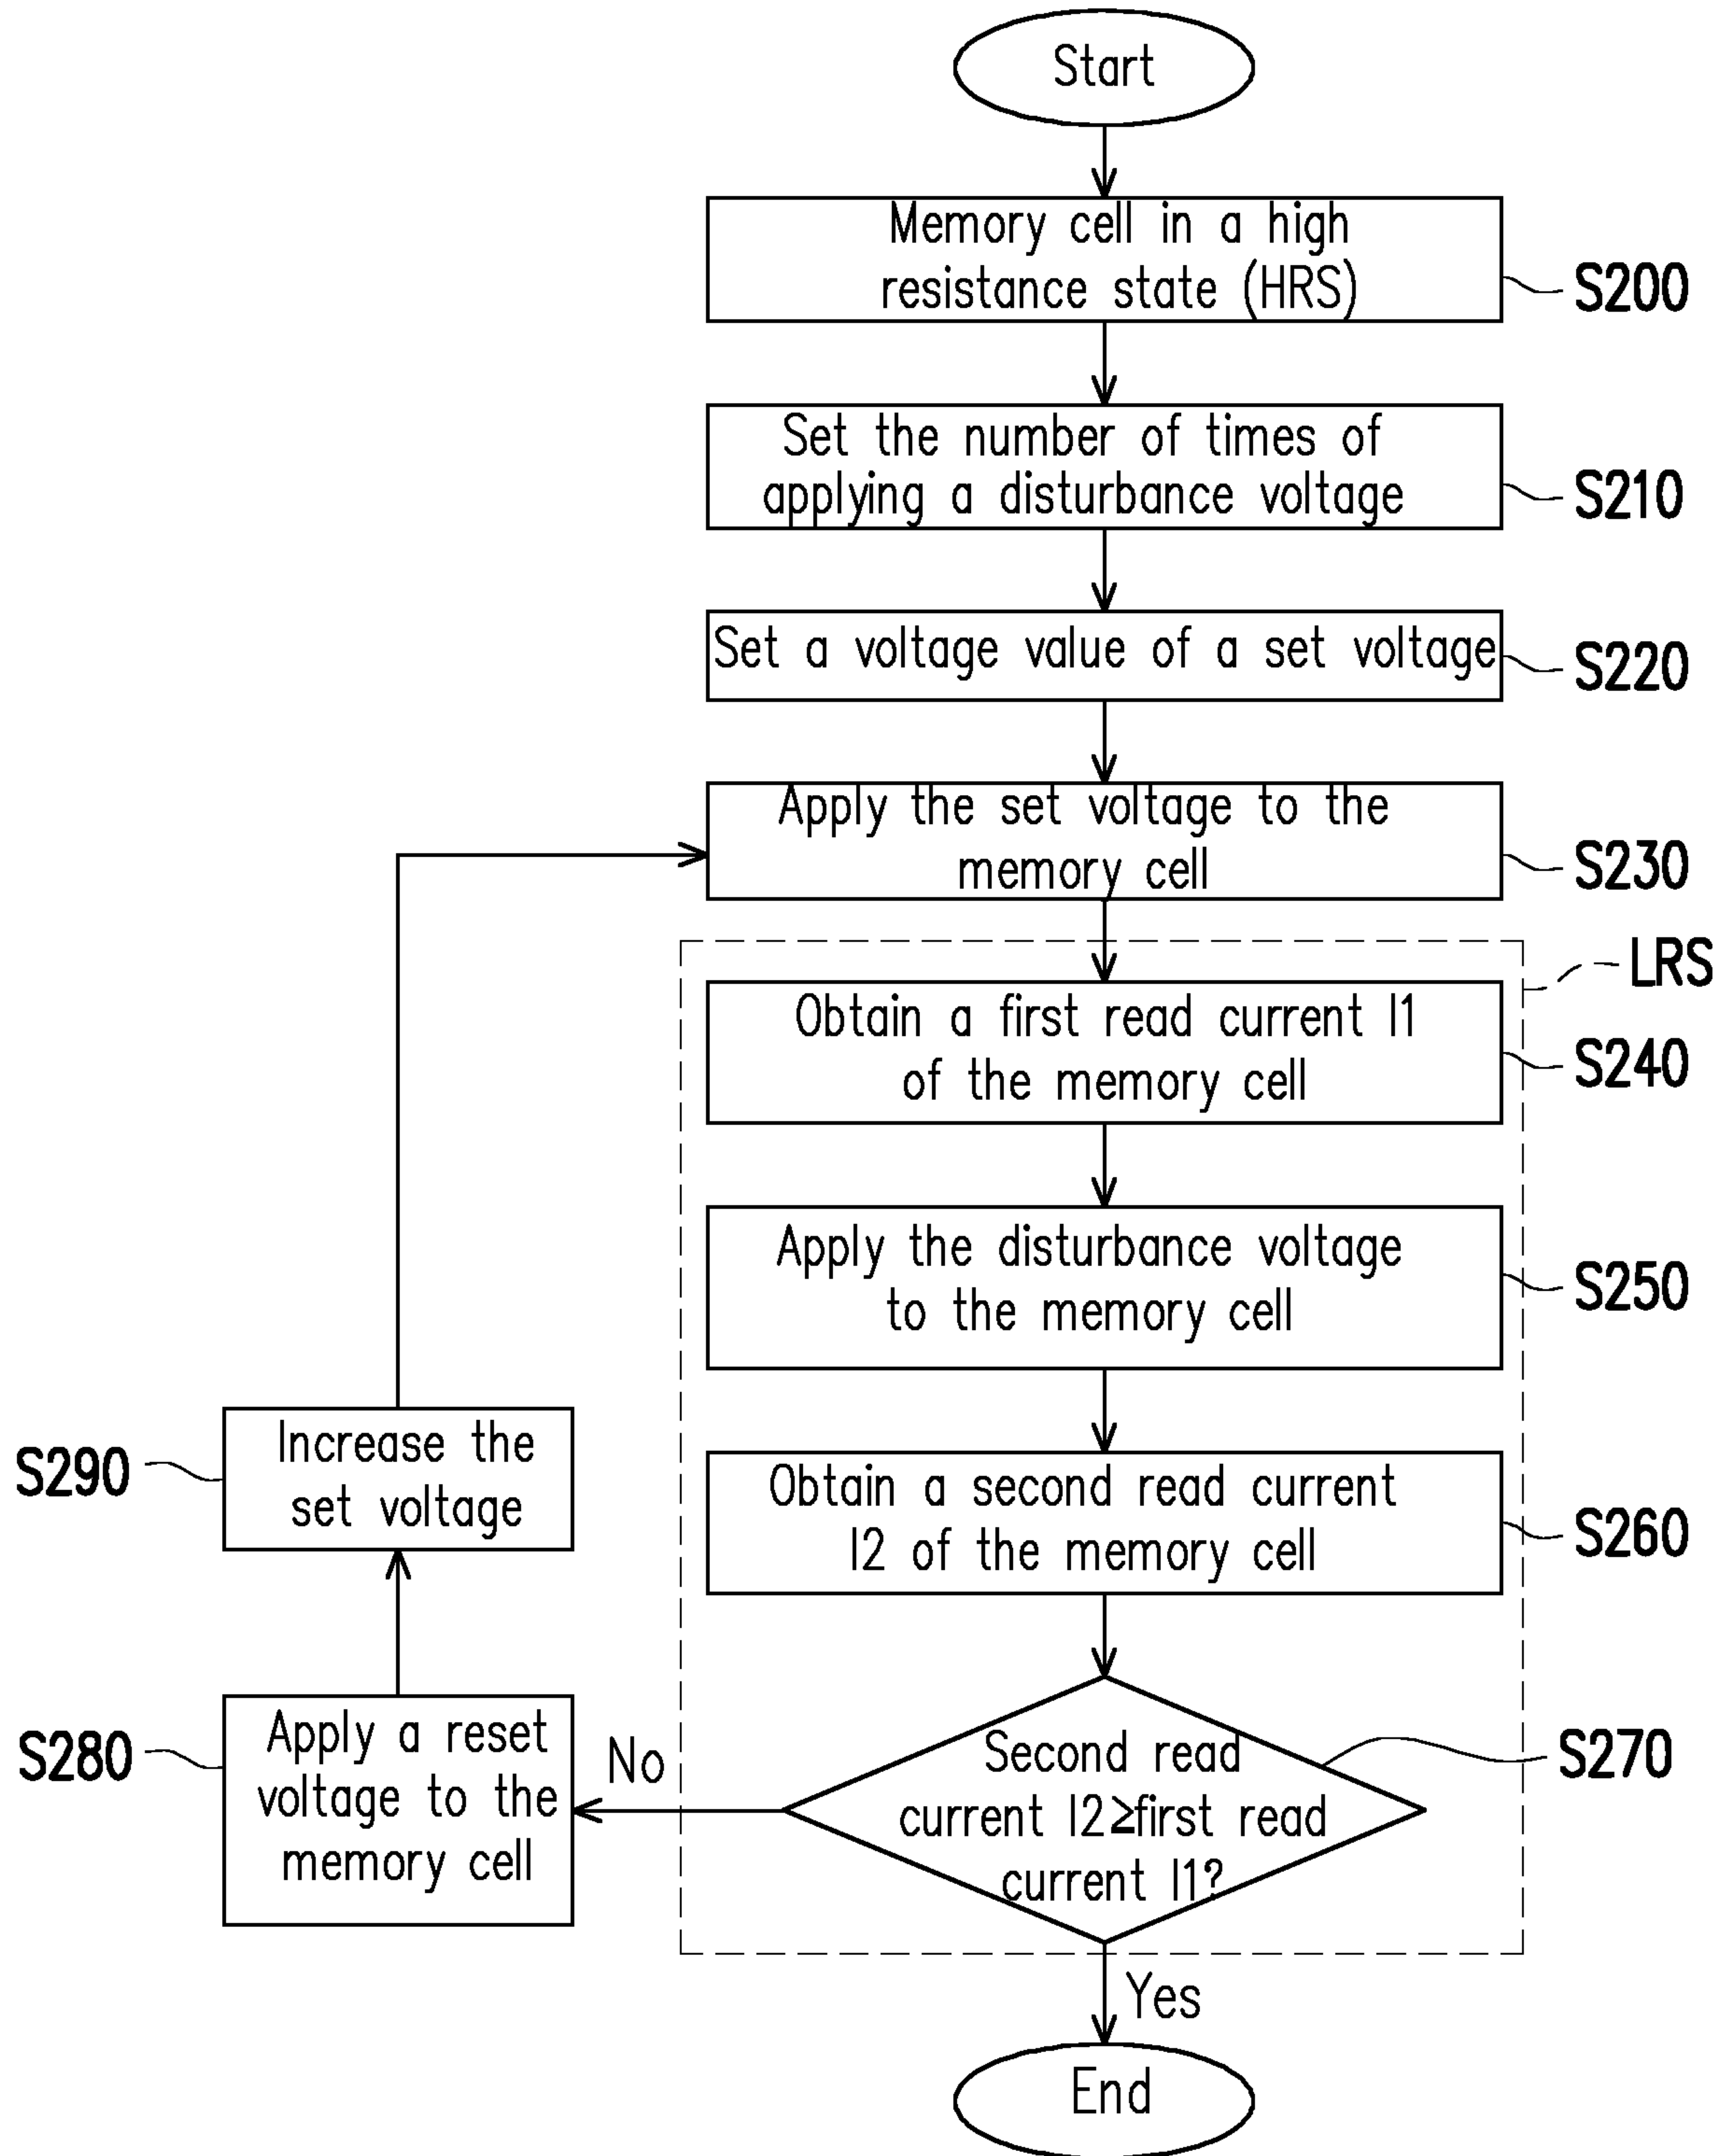 Start
Memory cell in a high
resistance state (HRS)
S200
Set the number of times of
applying a disturbance voltage
S210
Set a voltage value of a set voltage
S220
Apply the set voltage to the
memory cell
S230
LRS
Obtain a first read current I1
of the memory cell
S240
Apply the disturbance voltage
to the memory cell
S250
Obtain a second read current
I2 of the memory cell
S260
Second read
current I2≥first read
current I1?
S270
No
Apply a reset
voltage to the
memory cell
S280
Increase the
set voltage
S290
Yes
End